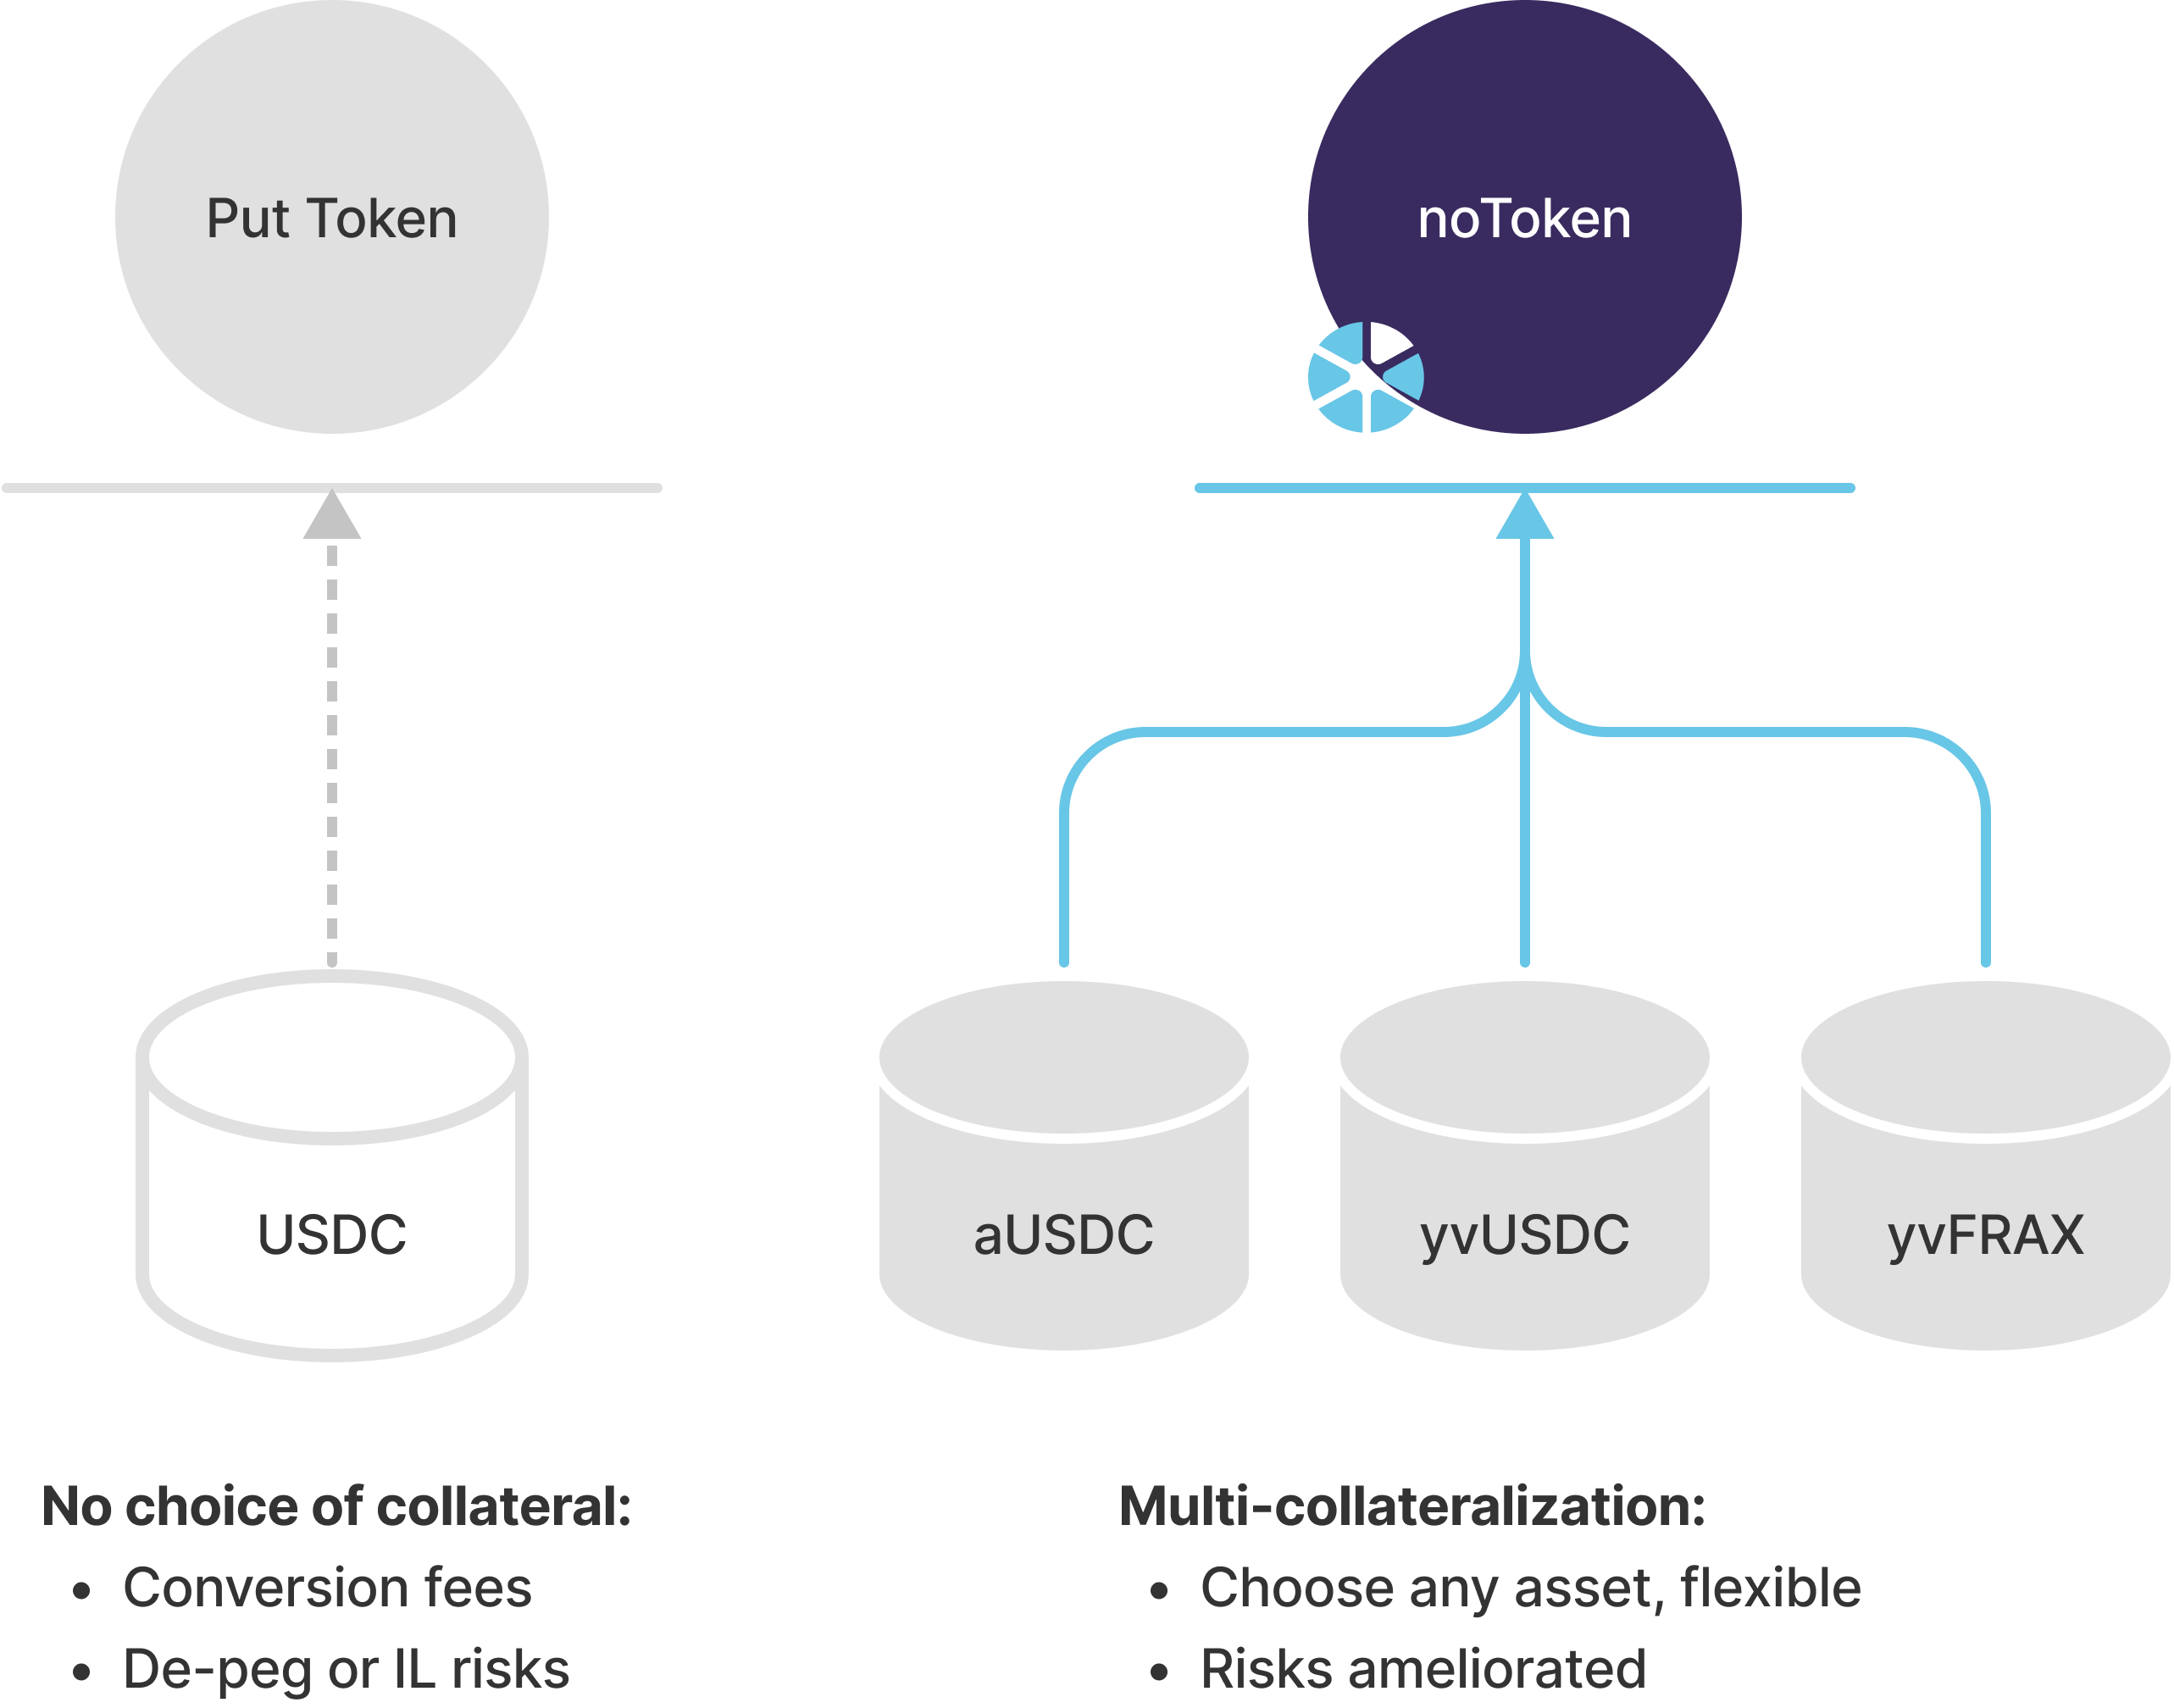 Put Token
noToken
USDC
aUSDC
yvUSDC
yvFRAX
No choice of collateral:
• Conversion fees
• De-peg or IL risks
Multi-collateralization:
• Choose any asset, flexible
• Risks ameliorated